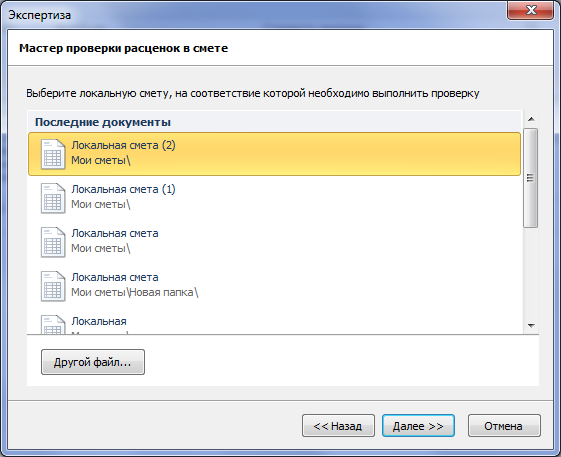 Экспертиза
Мастер проверки расценок в смете
Выберите локальную смету, на соответствие которой необходимо выполнить проверку
Последние документы
Локальная смета (2)
Мои сметы\
Локальная смета (1)
Мои сметы\
Локальная смета
Мои сметы\
Локальная смета
Мои сметы\Новая папка\
Локальная
Другой файл...
<< Назад
Далее >>
Отмена